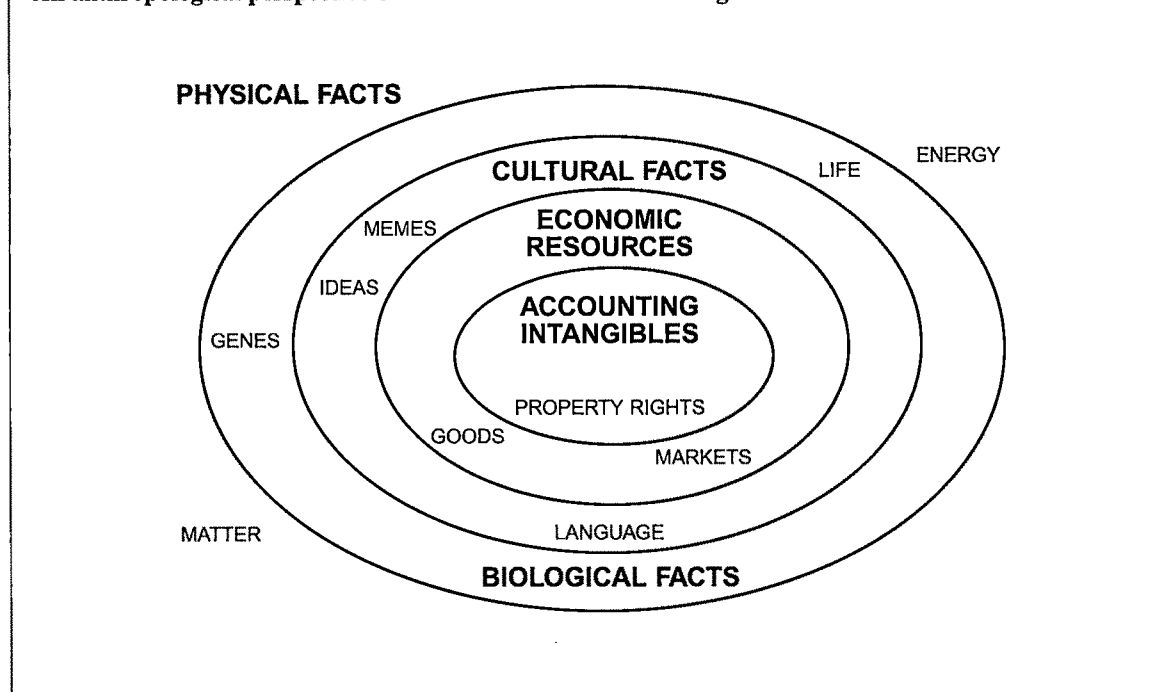 PHYSICAL FACTS
ENERGY
CULTURAL FACTS
LIFE
MEMES
ECONOMIC
RESOURCES
IDEAS
ACCOUNTING
INTANGIBLES
GENES
PROPERTY RIGHTS
GOODS
MARKETS
MATTER
LANGUAGE
BIOLOGICAL FACTS